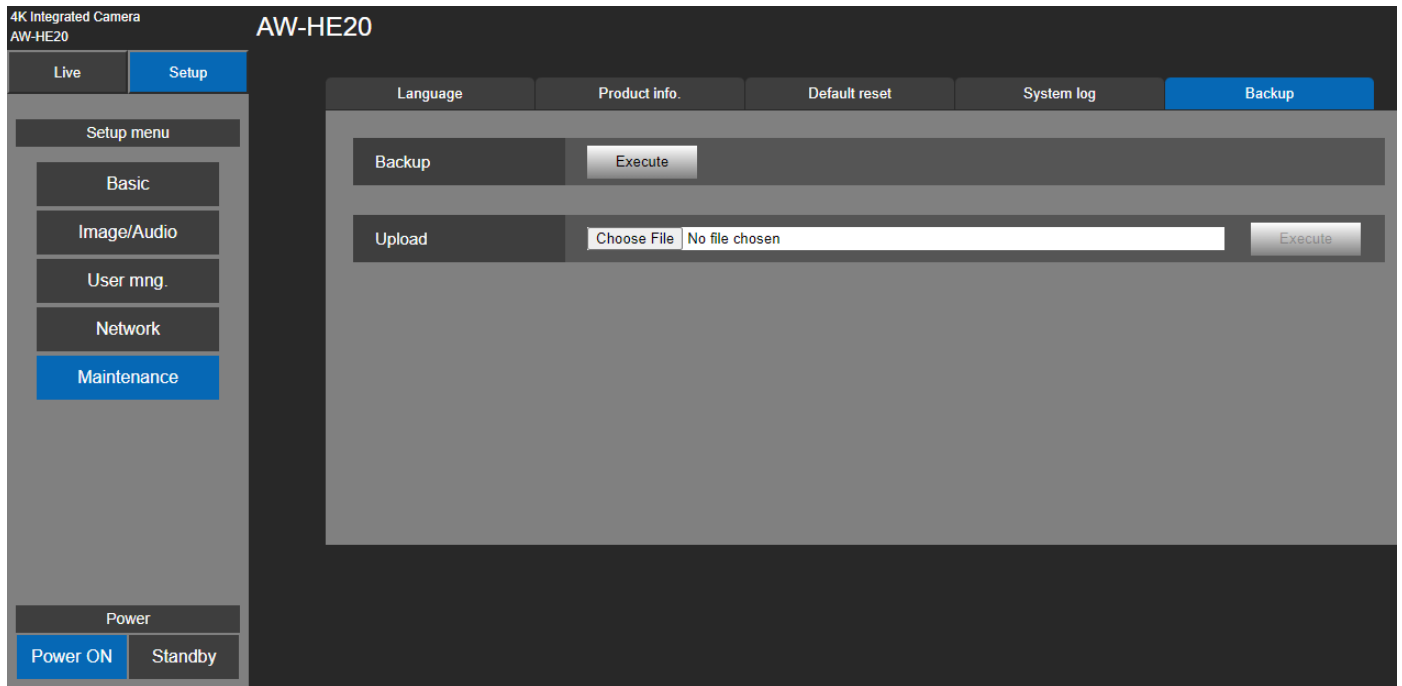 4K Integrated Camera
AW-HE20
AW-HE20
Live Setup
Language Product info. Default reset System log Backup
Setup menu
Basic
Image/Audio
User mng.
Network
Maintenance
Backup Execute
Upload Choose File No file chosen Execute
Power
Power ON Standby